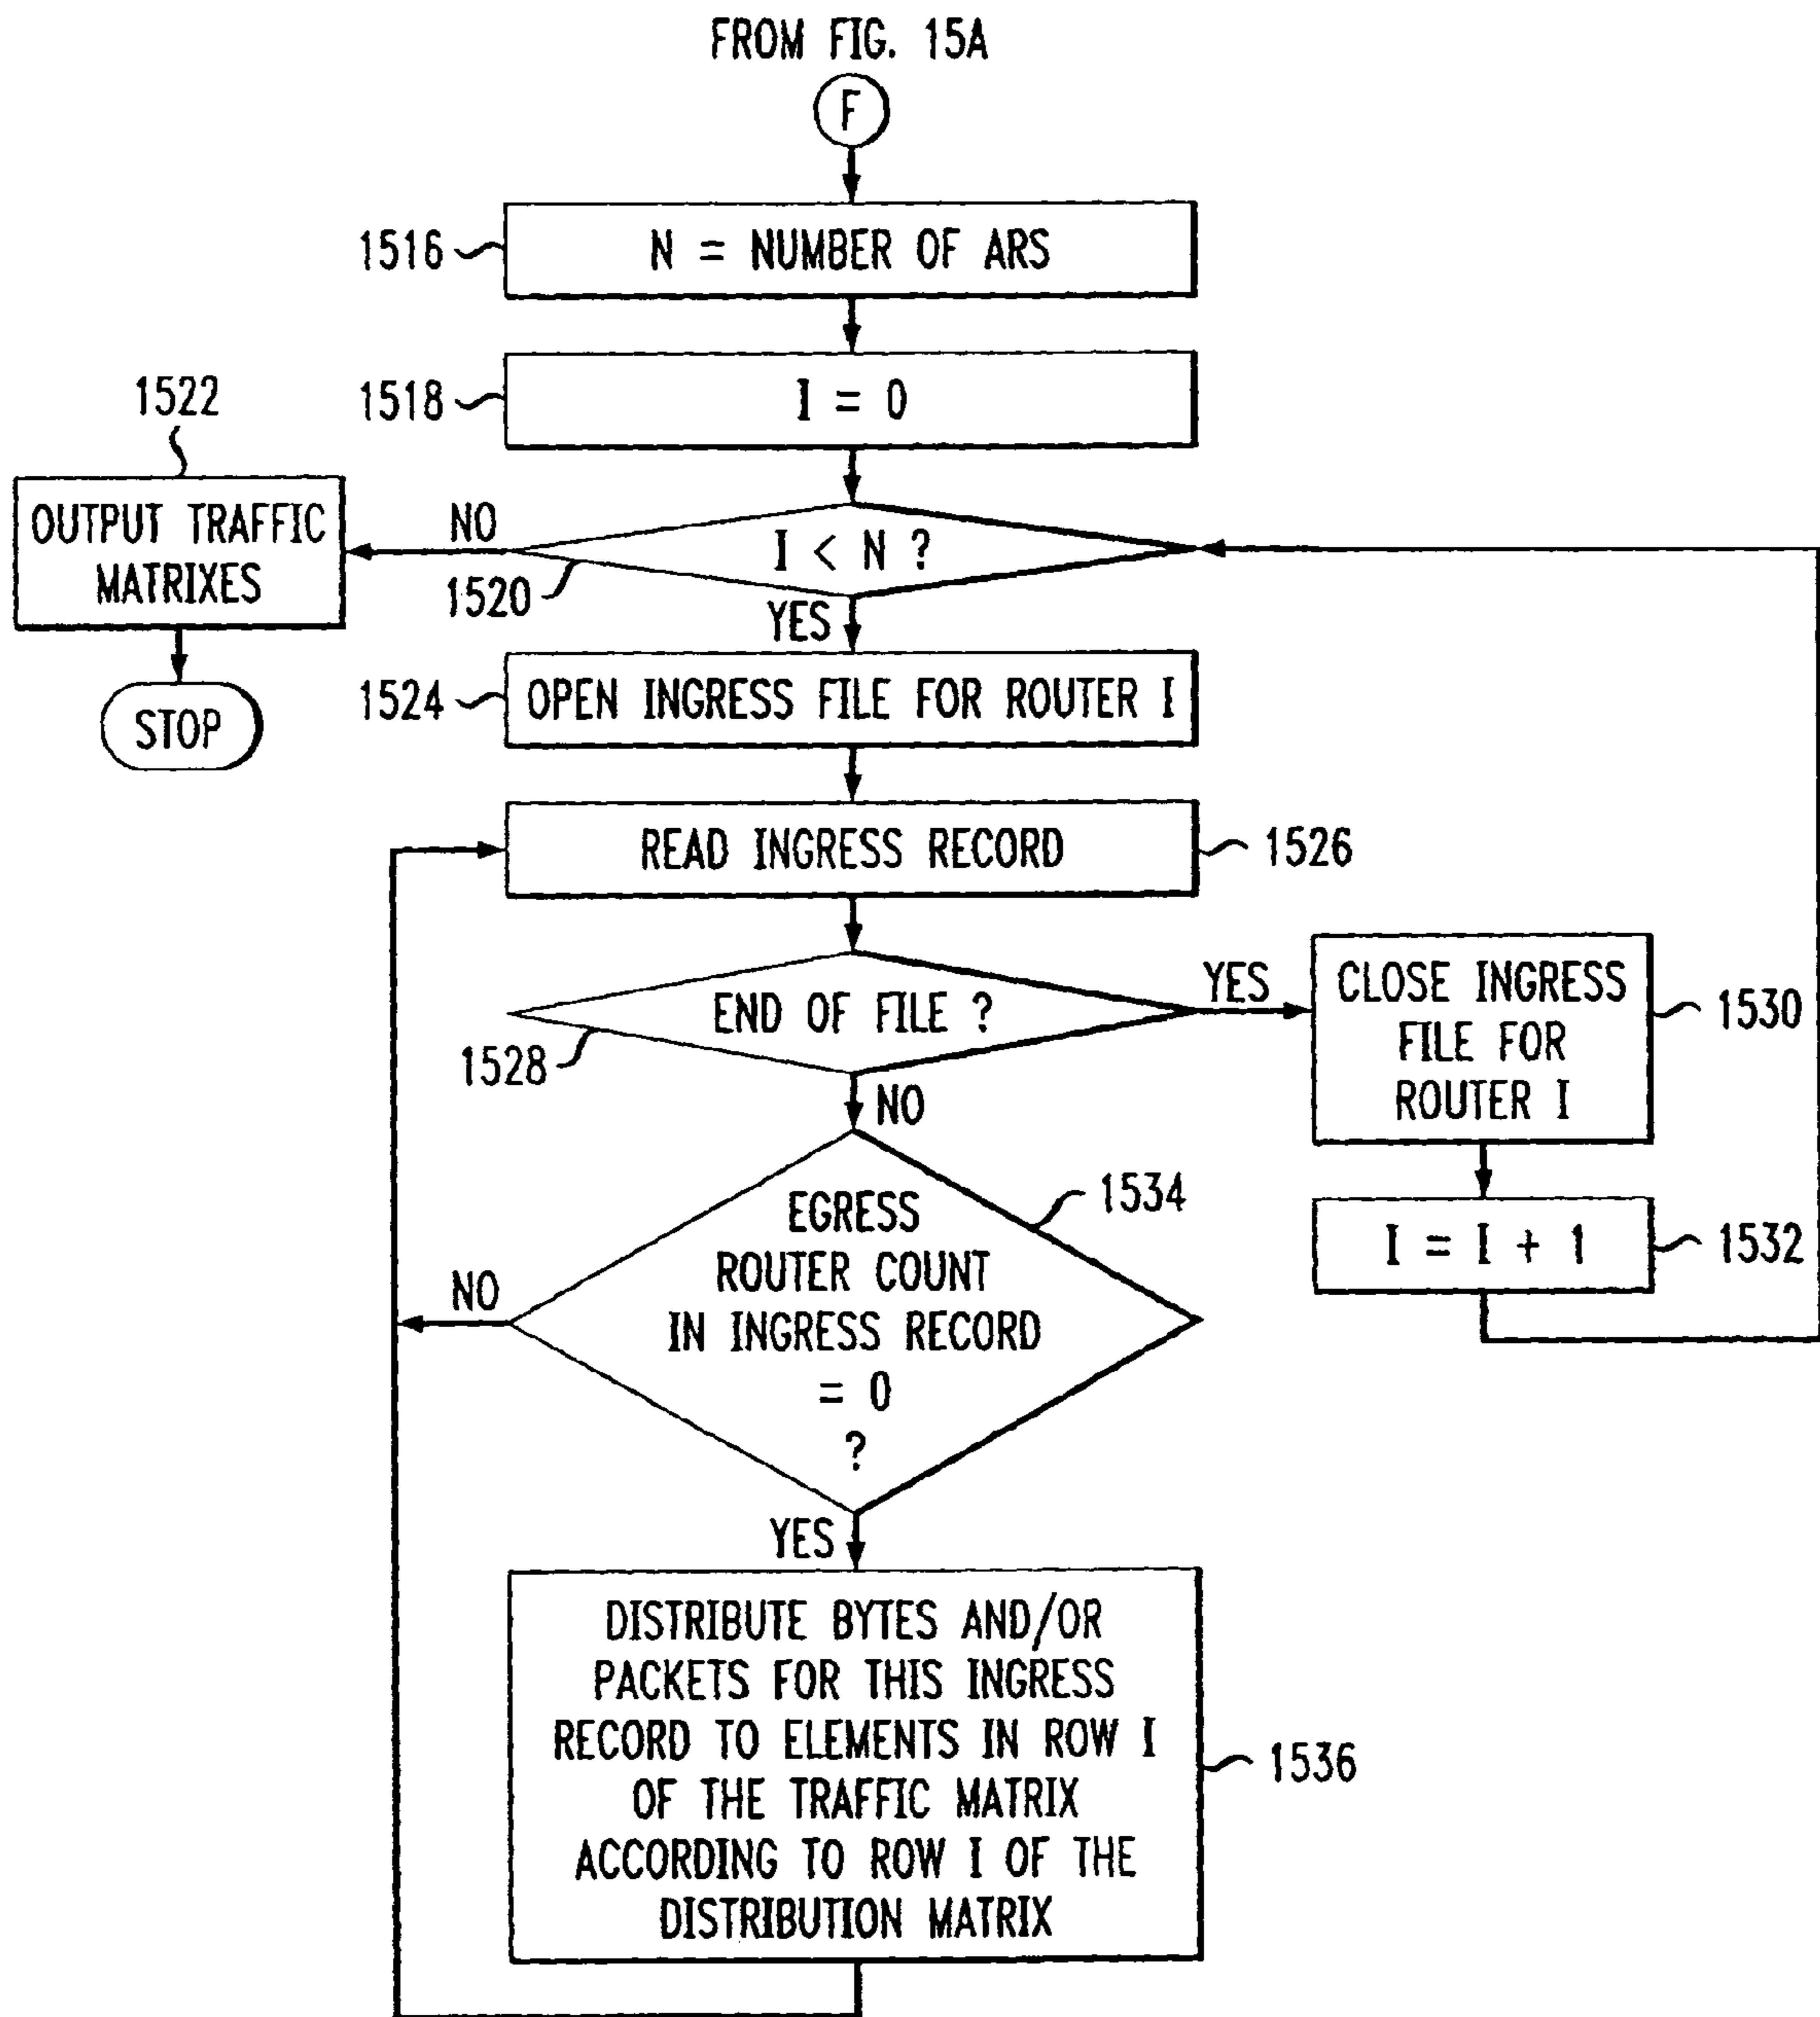 FROM FIG. 15A
F
1516
N = NUMBER OF ARS
1518
I = 0
1522
OUTPUT TRAFFIC
MATRIXES
STOP
NO
I < N ?
1520
YES
1524
OPEN INGRESS FILE FOR ROUTER I
READ INGRESS RECORD
1526
END OF FILE ?
1528
YES
CLOSE INGRESS
FILE FOR
ROUTER I
1530
I = I + 1
1532
NO
EGRESS
ROUTER COUNT
IN INGRESS RECORD
= 0
?
1534
NO
YES
DISTRIBUTE BYTES AND/OR
PACKETS FOR THIS INGRESS
RECORD TO ELEMENTS IN ROW I
OF THE TRAFFIC MATRIX
ACCORDING TO ROW I OF THE
DISTRIBUTION MATRIX
1536